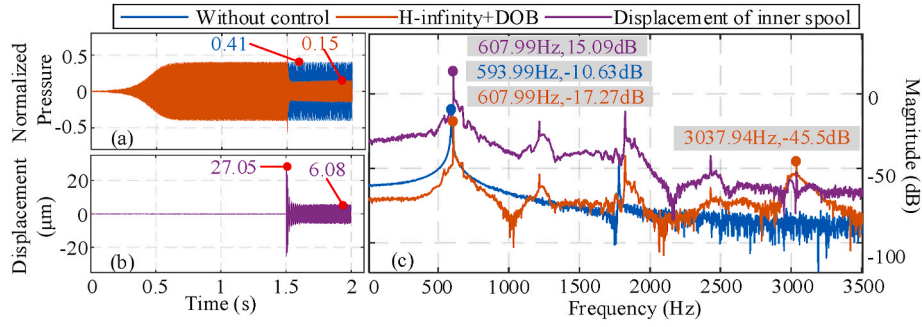 Without control H-infinity+DOB Displacement of inner spool
Normalized Pressure
0.5
0
-0.5
0.41
0.15
(a)
Displacement (μm)
20
0
-20
27.05
6.08
(b)
0 0.5 1 1.5 2
Time (s)
607.99Hz,15.09dB
593.99Hz,-10.63dB
607.99Hz,-17.27dB
3037.94Hz,-45.5dB
(c)
0
-50
-100
Magnitude (dB)
0 500 1000 1500 2000 2500 3000 3500
Frequency (Hz)